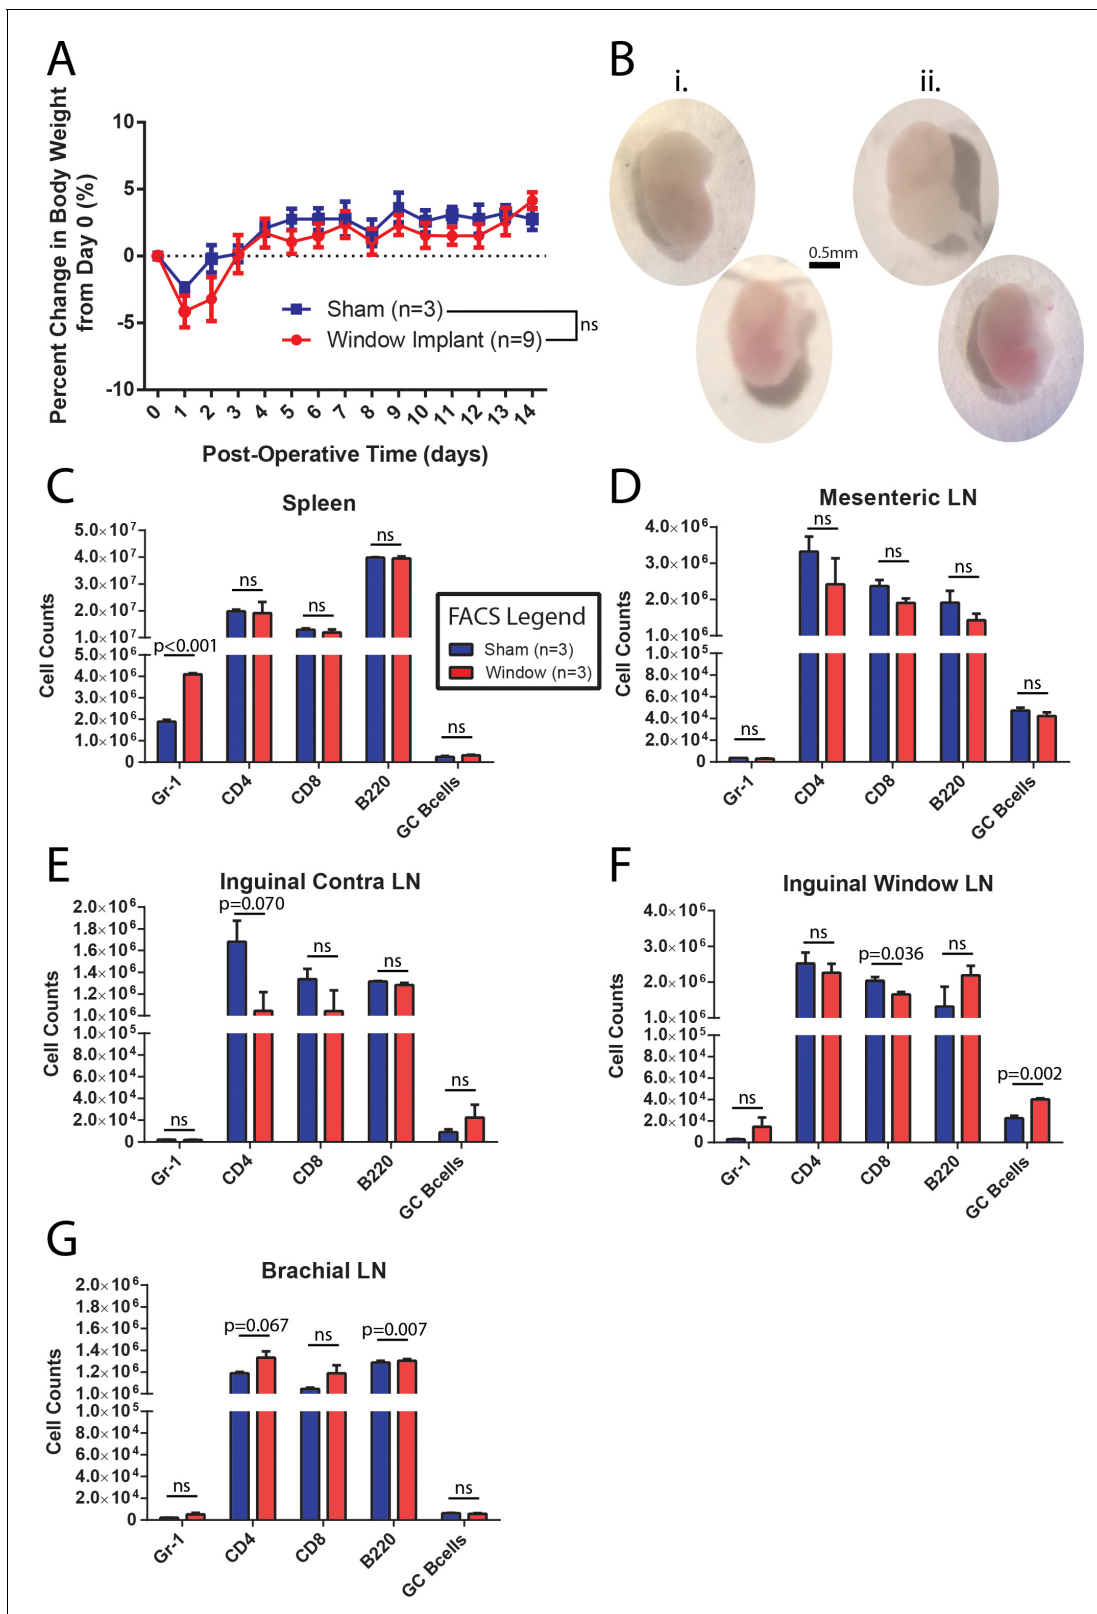 A
Percent Change in Body Weight
from Day 0 (%)
10
5
0
-5
-10
Sham (n=3)
Window Implant (n=9)
ns
0 1 2 3 4 5 6 7 8 9 10 11 12 13 14
Post-Operative Time (days)
B
i. ii.
0.5mm
C
Spleen
Cell Counts
5.0×10⁷
4.0×10⁷
3.0×10⁷
2.0×10⁷
1.0×10⁷
5.0×10⁶
4.0×10⁶
3.0×10⁶
2.0×10⁶
1.0×10⁶
0
p<0.001 ns ns ns ns
Gr-1 CD4 CD8 B220 GC Bcells
FACS Legend
Sham (n=3)
Window (n=3)
D
Mesenteric LN
Cell Counts
4.0×10⁶
3.0×10⁶
2.0×10⁶
1.0×10⁶
10.0×10⁵
8.0×10⁴
6.0×10⁴
4.0×10⁴
2.0×10⁴
0
ns ns ns ns ns
Gr-1 CD4 CD8 B220 GC Bcells
E
Inguinal Contra LN
Cell Counts
2.0×10⁶
1.8×10⁶
1.6×10⁶
1.4×10⁶
1.2×10⁶
1.0×10⁶
1.0×10⁵
8.0×10⁴
6.0×10⁴
4.0×10⁴
2.0×10⁴
0
ns p=0.070 ns ns ns
Gr-1 CD4 CD8 B220 GC Bcells
F
Inguinal Window LN
Cell Counts
4.0×10⁶
3.0×10⁶
2.0×10⁶
1.0×10⁶
1.0×10⁵
8.0×10⁴
6.0×10⁴
4.0×10⁴
2.0×10⁴
0
ns ns p=0.036 ns p=0.002
Gr-1 CD4 CD8 B220 GC Bcells
G
Brachial LN
Cell Counts
2.0×10⁶
1.8×10⁶
1.6×10⁶
1.4×10⁶
1.2×10⁶
1.0×10⁶
1.0×10⁵
8.0×10⁴
6.0×10⁴
4.0×10⁴
2.0×10⁴
0
ns p=0.067 ns p=0.007 ns
Gr-1 CD4 CD8 B220 GC Bcells